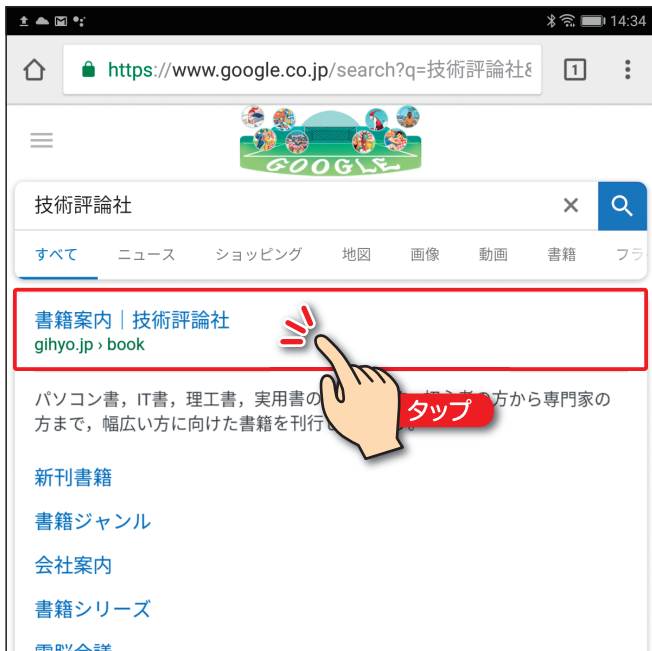 14:34
https://www.google.co.jp/search?q=技術評論社&
1
GOOGLE
技術評論社
すべて ニュース ショッピング 地図 画像 動画 書籍 フラ
書籍案内｜技術評論社
gihyo.jp › book
パソコン書，IT書，理工書，実用書の 方から専門家の
方まで，幅広い方に向けた書籍を刊行
タップ
新刊書籍
書籍ジャンル
会社案内
書籍シリーズ
電脳会議